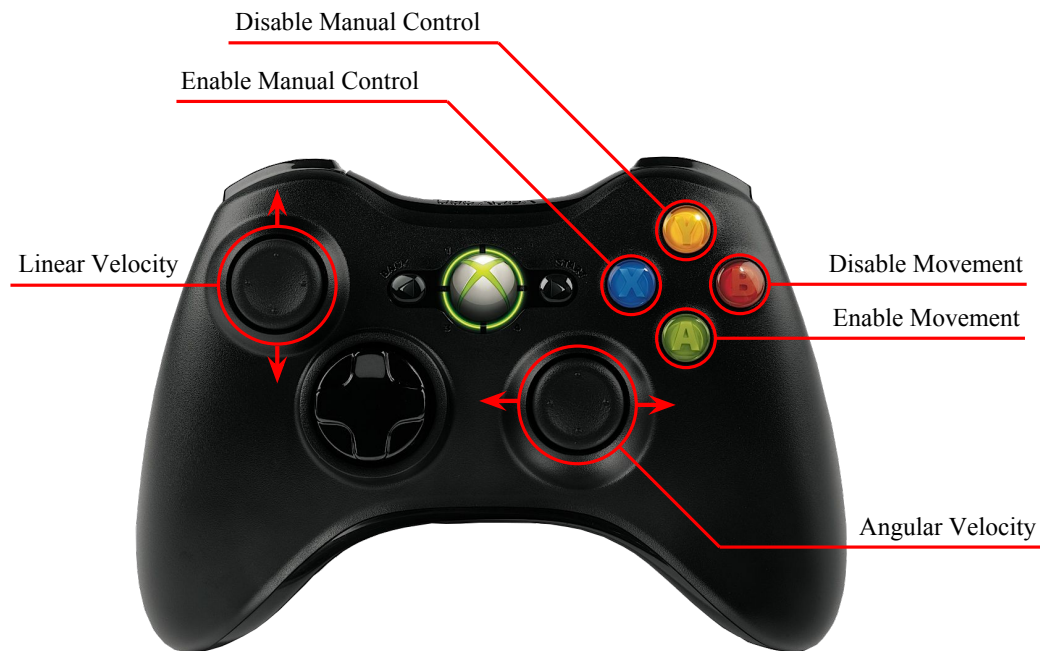 Disable Manual Control
Enable Manual Control
Y
Linear Velocity
X
B
Disable Movement
Enable Movement
A
Angular Velocity